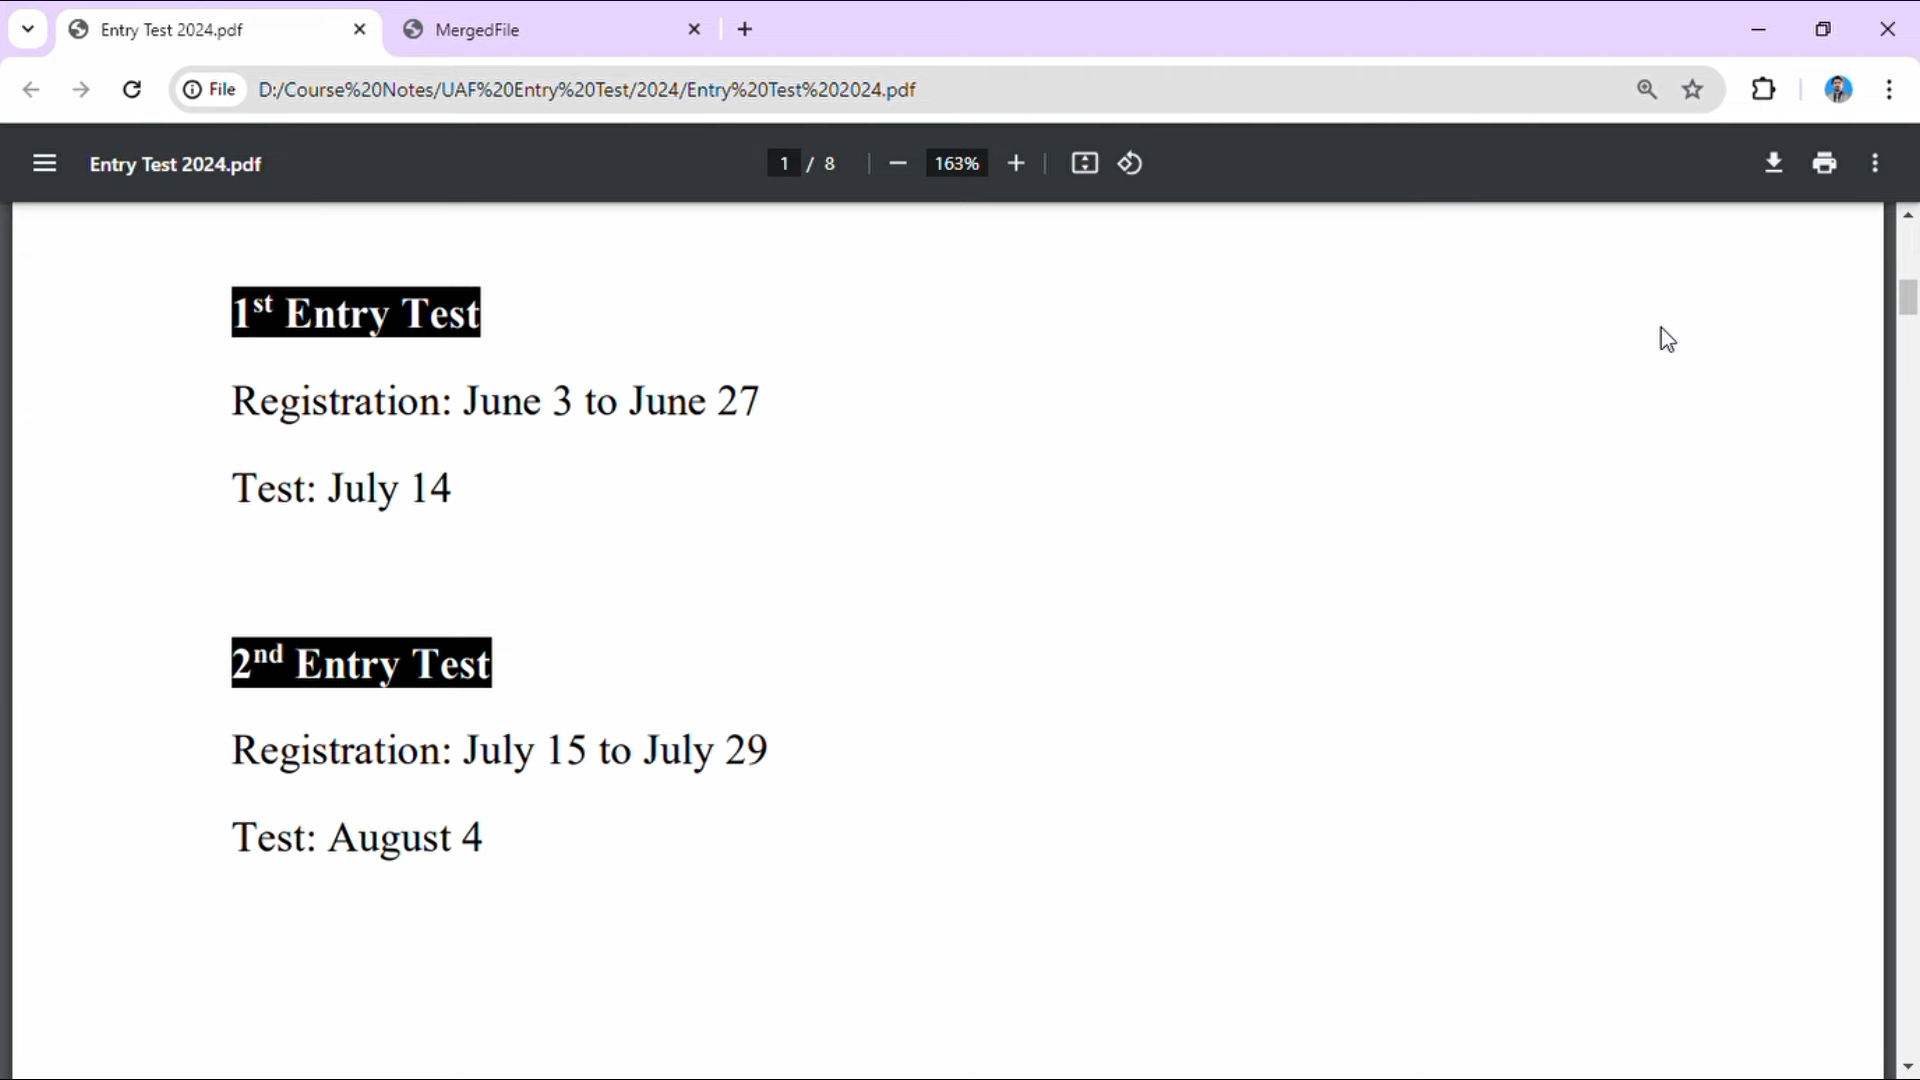 Entry Test 2024.pdf
MergedFile
File
D:/Course%20Notes/UAF%20Entry%20Test/2024/Entry%20Test%202024.pdf
Entry Test 2024.pdf
1 / 8
163%
1st Entry Test
Registration: June 3 to June 27
Test: July 14
2nd Entry Test
Registration: July 15 to July 29
Test: August 4